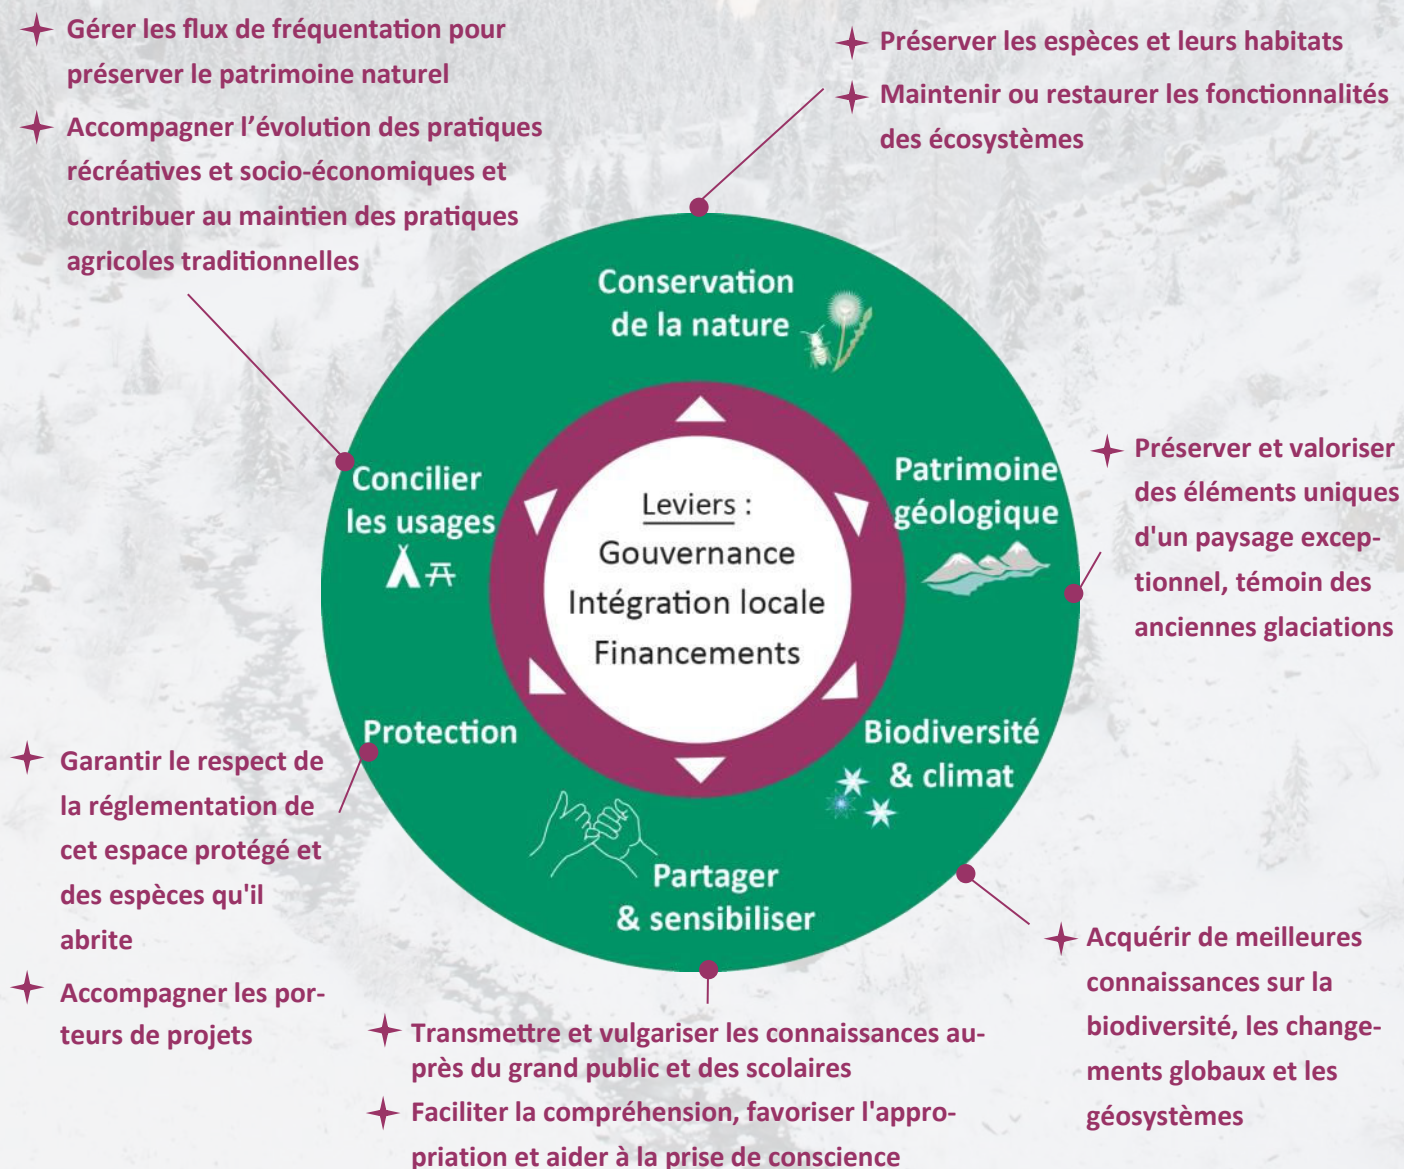 Gérer les flux de fréquentation pour
préserver le patrimoine naturel
Accompagner l’évolution des pratiques
récréatives et socio-économiques et
contribuer au maintien des pratiques
agricoles traditionnelles
Préserver les espèces et leurs habitats
Maintenir ou restaurer les fonctionnalités
des écosystèmes
Conservation
de la nature
Patrimoine
géologique
Préserver et valoriser
des éléments uniques
d'un paysage excep-
tionnel, témoin des
anciennes glaciations
Concilier
les usages
Leviers :
Gouvernance
Intégration locale
Financements
Protection
Biodiversité
& climat
Partager
& sensibiliser
Garantir le respect de
la réglementation de
cet espace protégé et
des espèces qu'il
abrite
Accompagner les por-
teurs de projets
Acquérir de meilleures
connaissances sur la
biodiversité, les change-
ments globaux et les
géosystèmes
Transmettre et vulgariser les connaissances au-
près du grand public et des scolaires
Faciliter la compréhension, favoriser l'appro-
priation et aider à la prise de conscience